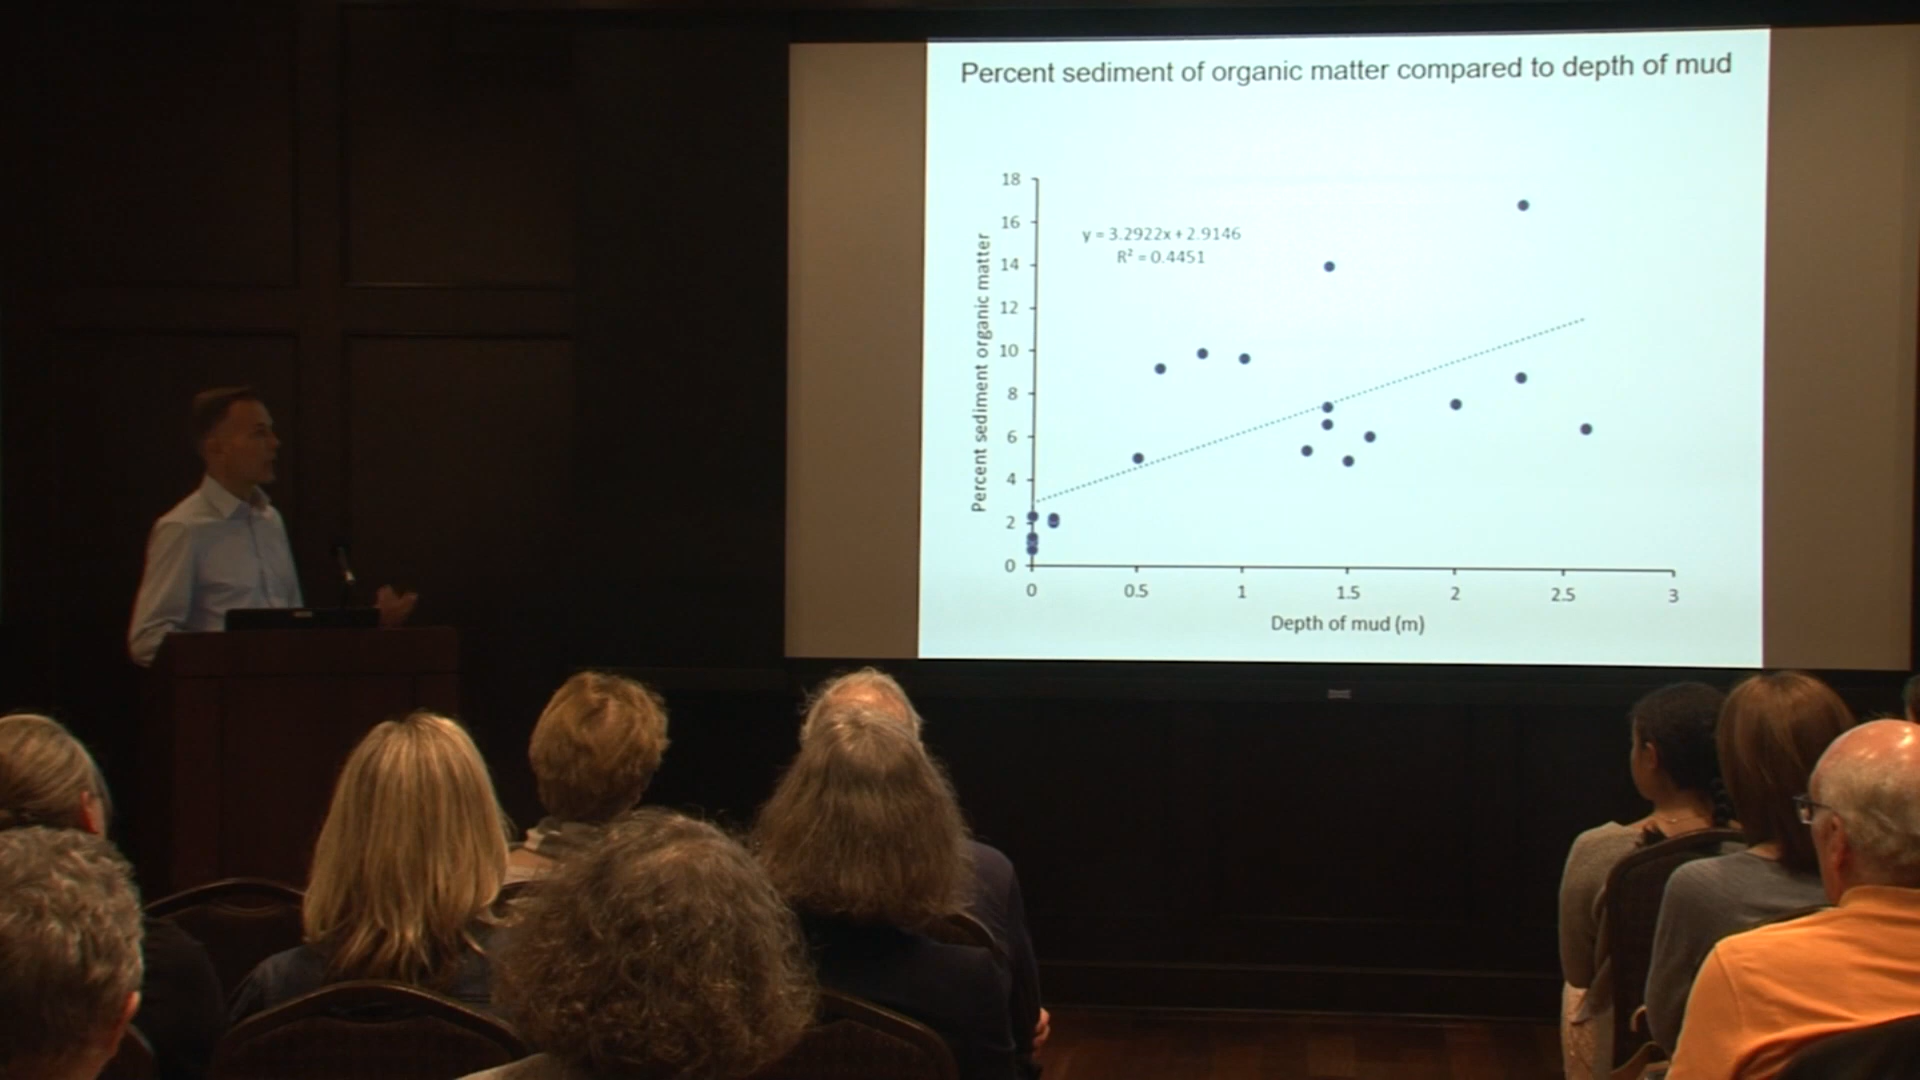 Percent sediment of organic matter compared to depth of mud
18
16
14
12
10
8
6
4
2
0
y = 3.2922x + 2.9146
R² = 0.4451
Percent sediment organic matter
0 0.5 1 1.5 2 2.5 3
Depth of mud (m)